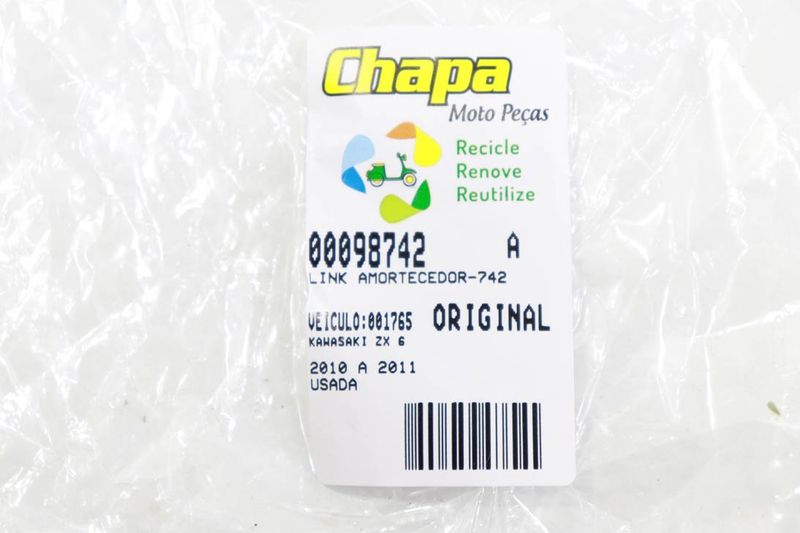 Chapa
Moto Peças
Recicle
Renove
Reutilize
00098742 A
LINK AMORTECEDOR-742
VEICULO:001765 ORIGINAL
KAWASAKI ZX 6
2010 A 2011
USADA